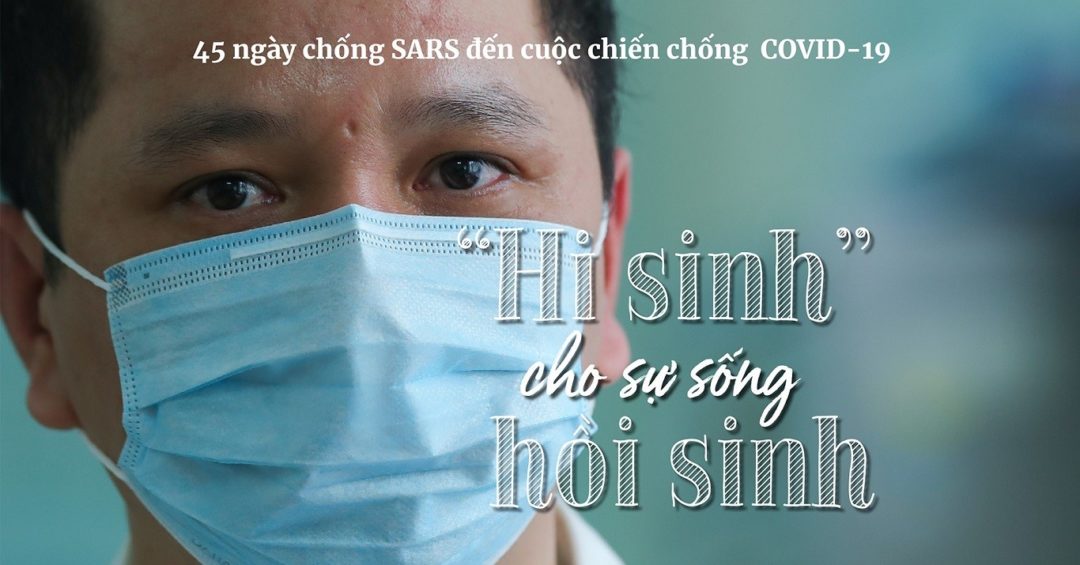 45 ngày chống SARS đến cuộc chiến chống COVID-19
“Hi sinh”
cho sự sống
hồi sinh